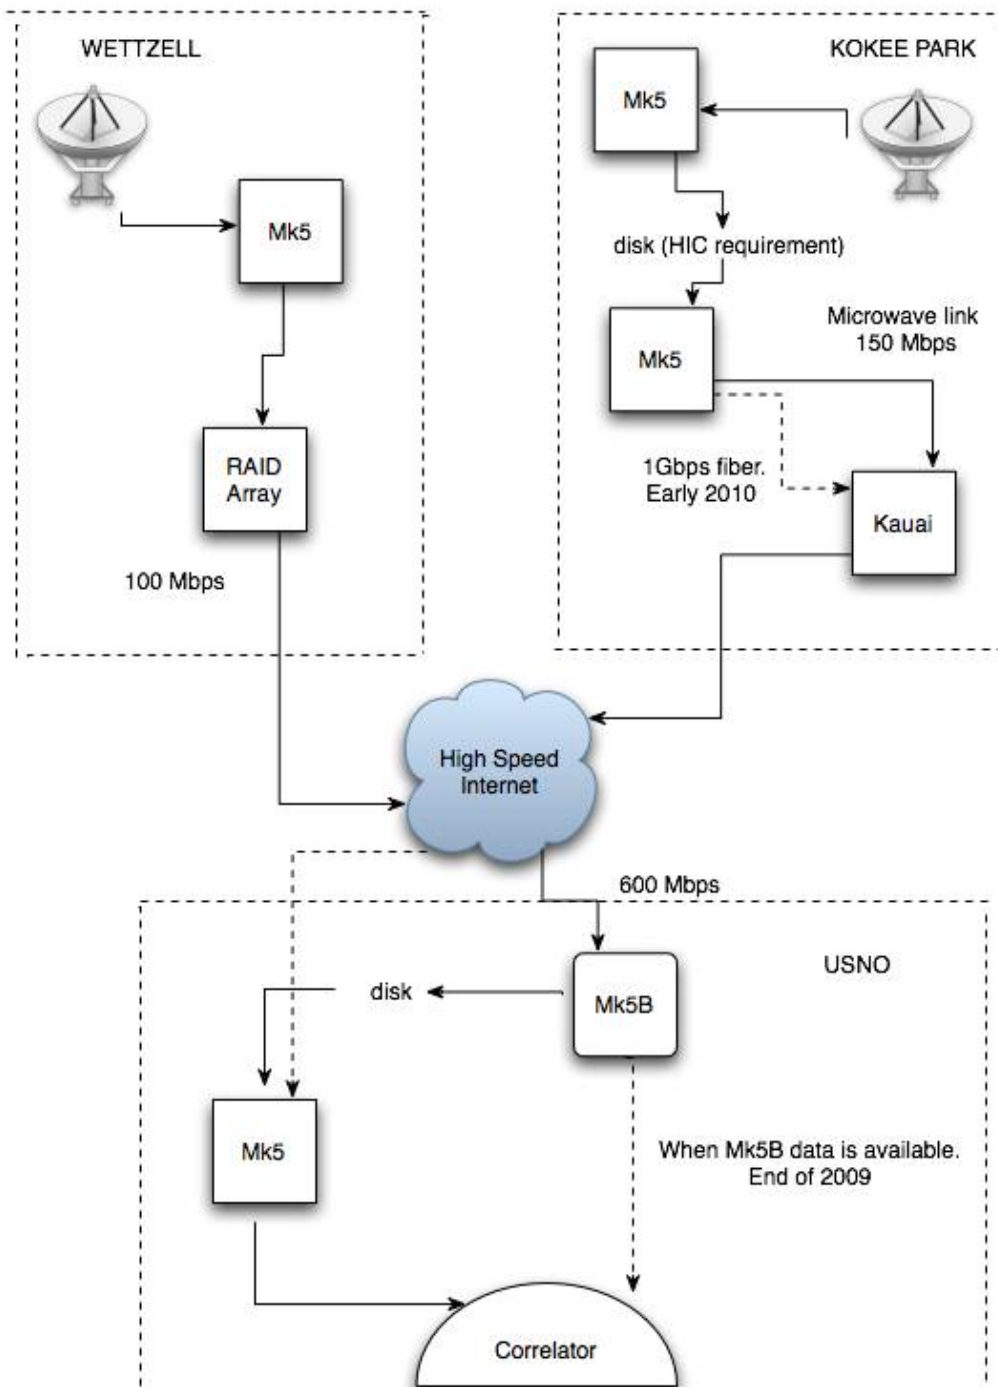 WETTZELL
Mk5
RAID
Array
100 Mbps
KOKEE PARK
Mk5
disk (HIC requirement)
Mk5
Microwave link
150 Mbps
1Gbps fiber.
Early 2010
Kauai
High Speed
Internet
600 Mbps
USNO
Mk5B
disk
Mk5
When Mk5B data is available.
End of 2009
Correlator